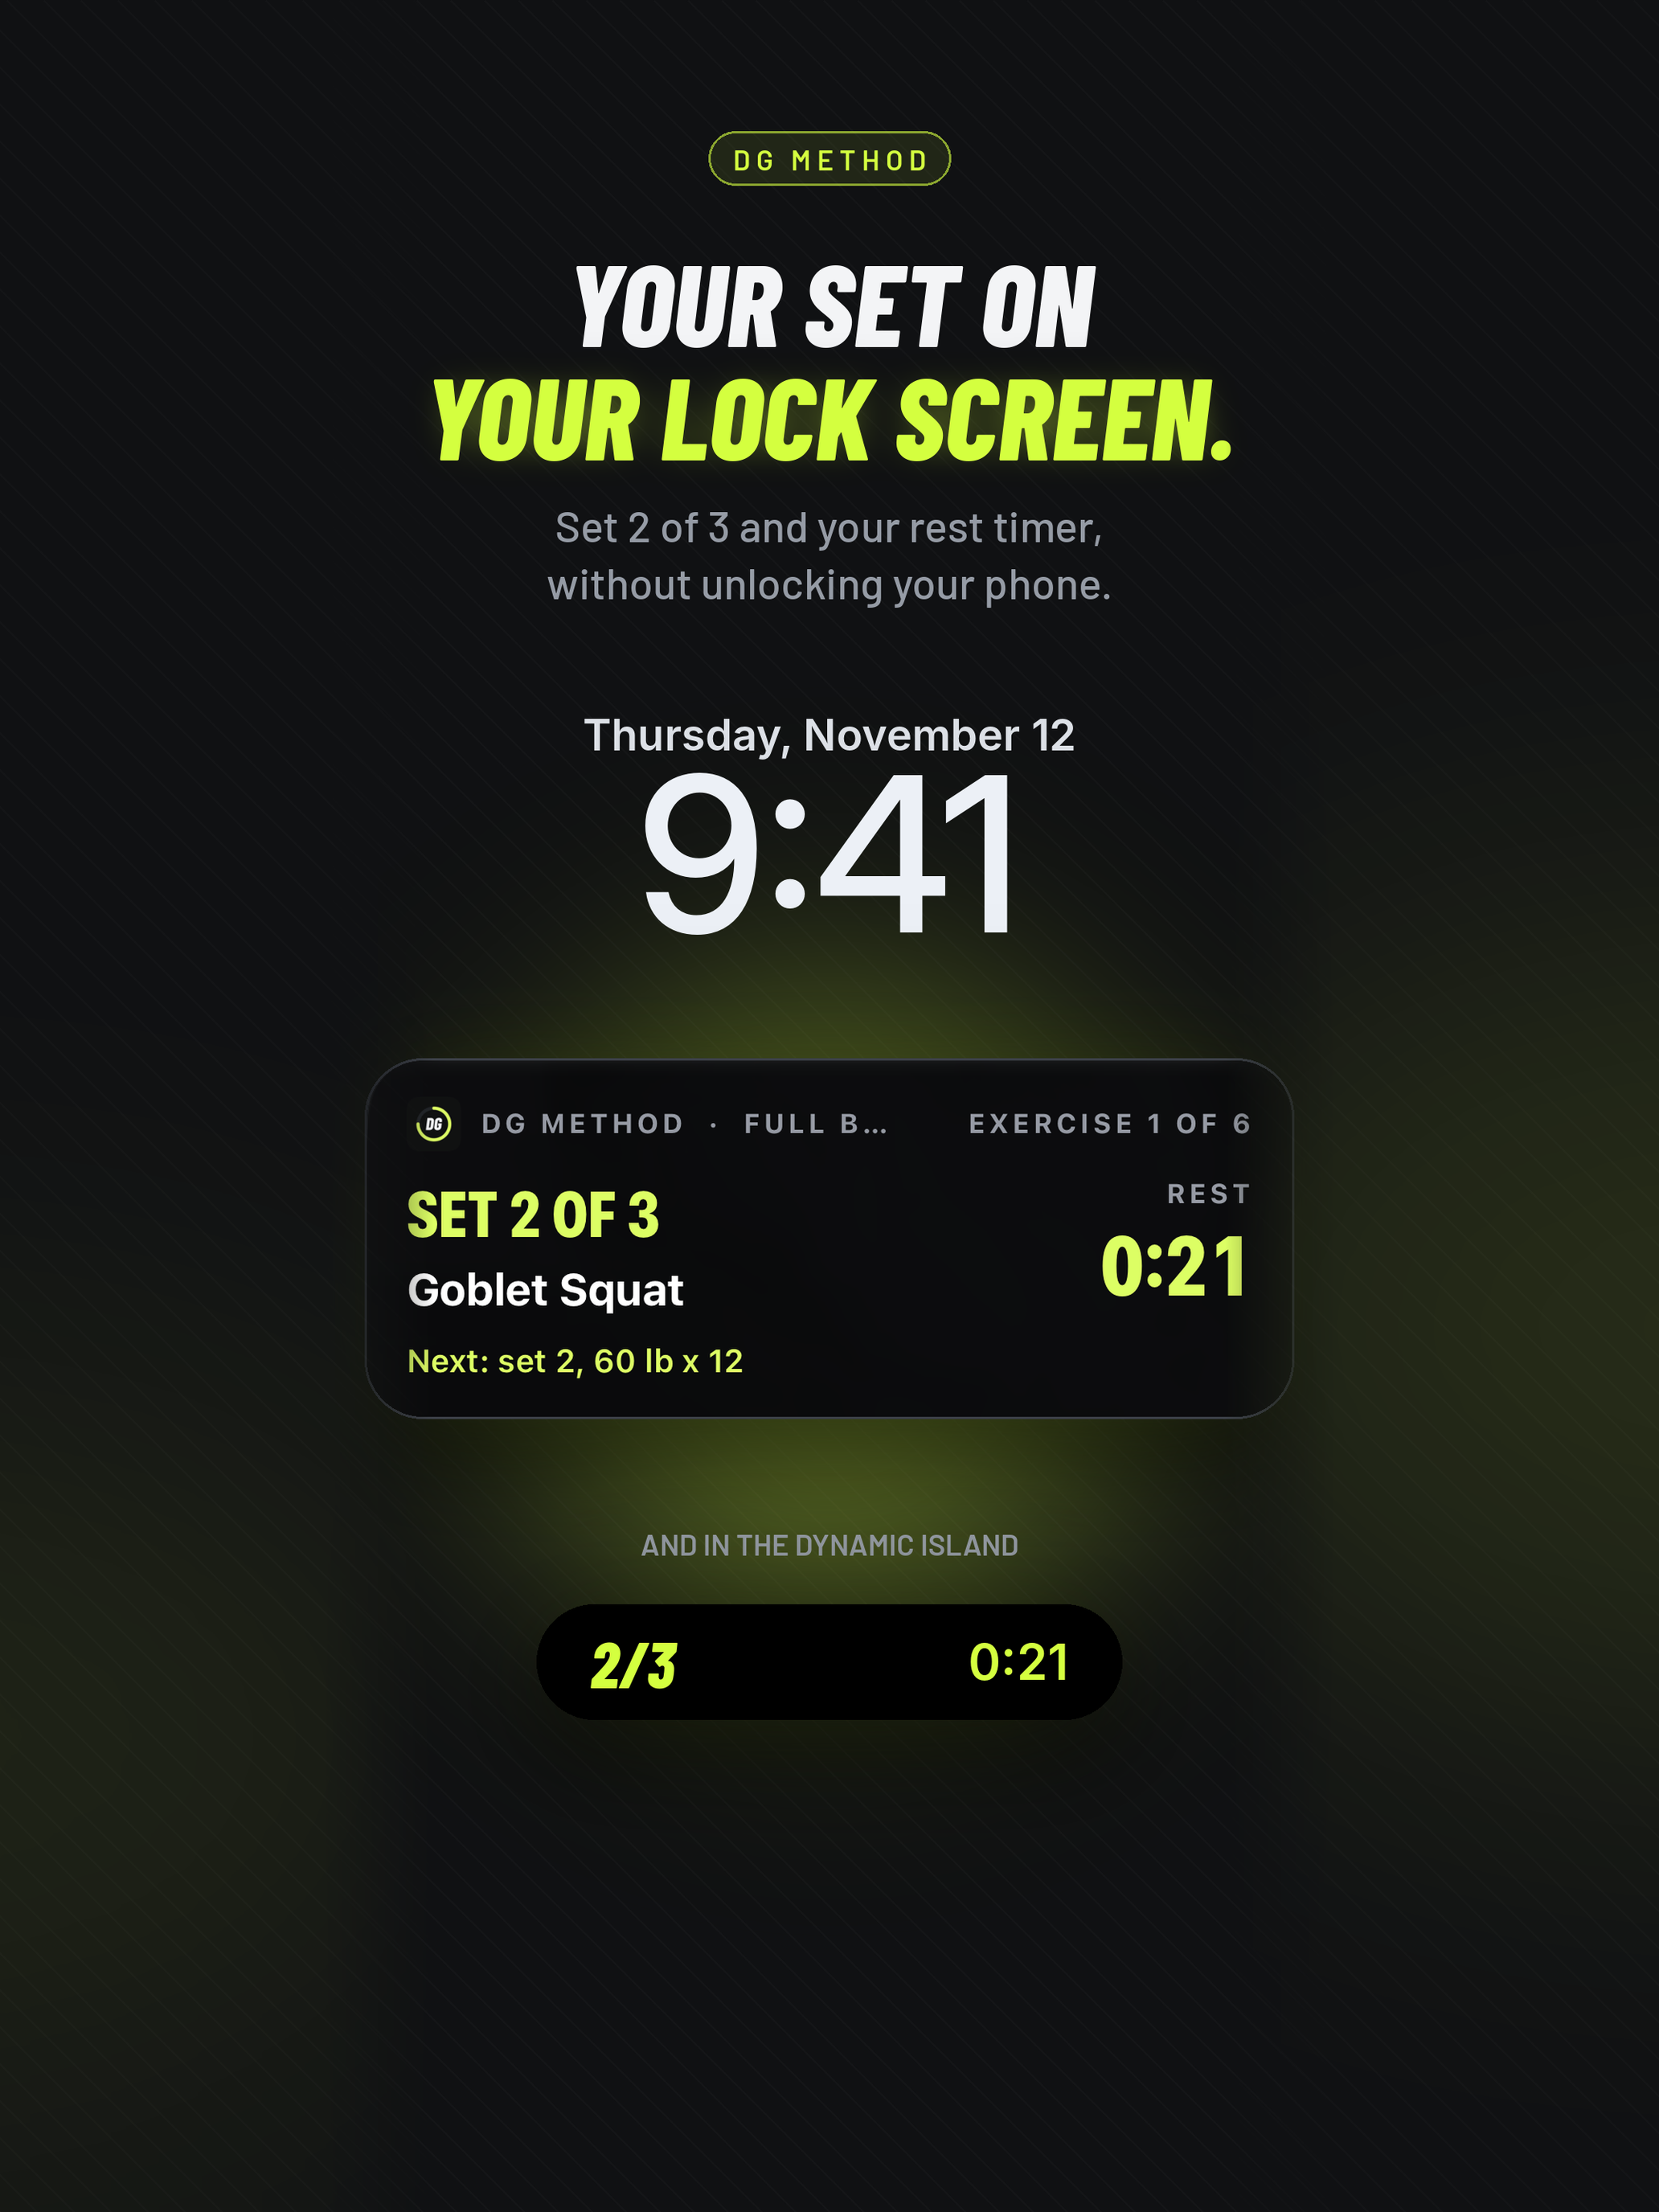 DG METHOD
YOUR SET ON
YOUR LOCK SCREEN.
Set 2 of 3 and your rest timer,
without unlocking your phone.
Thursday, November 12
9:41
DG DG METHOD · FULL B... EXERCISE 1 OF 6
SET 2 OF 3
REST
0:21
Goblet Squat
Next: set 2, 60 lb x 12
AND IN THE DYNAMIC ISLAND
2/3 0:21